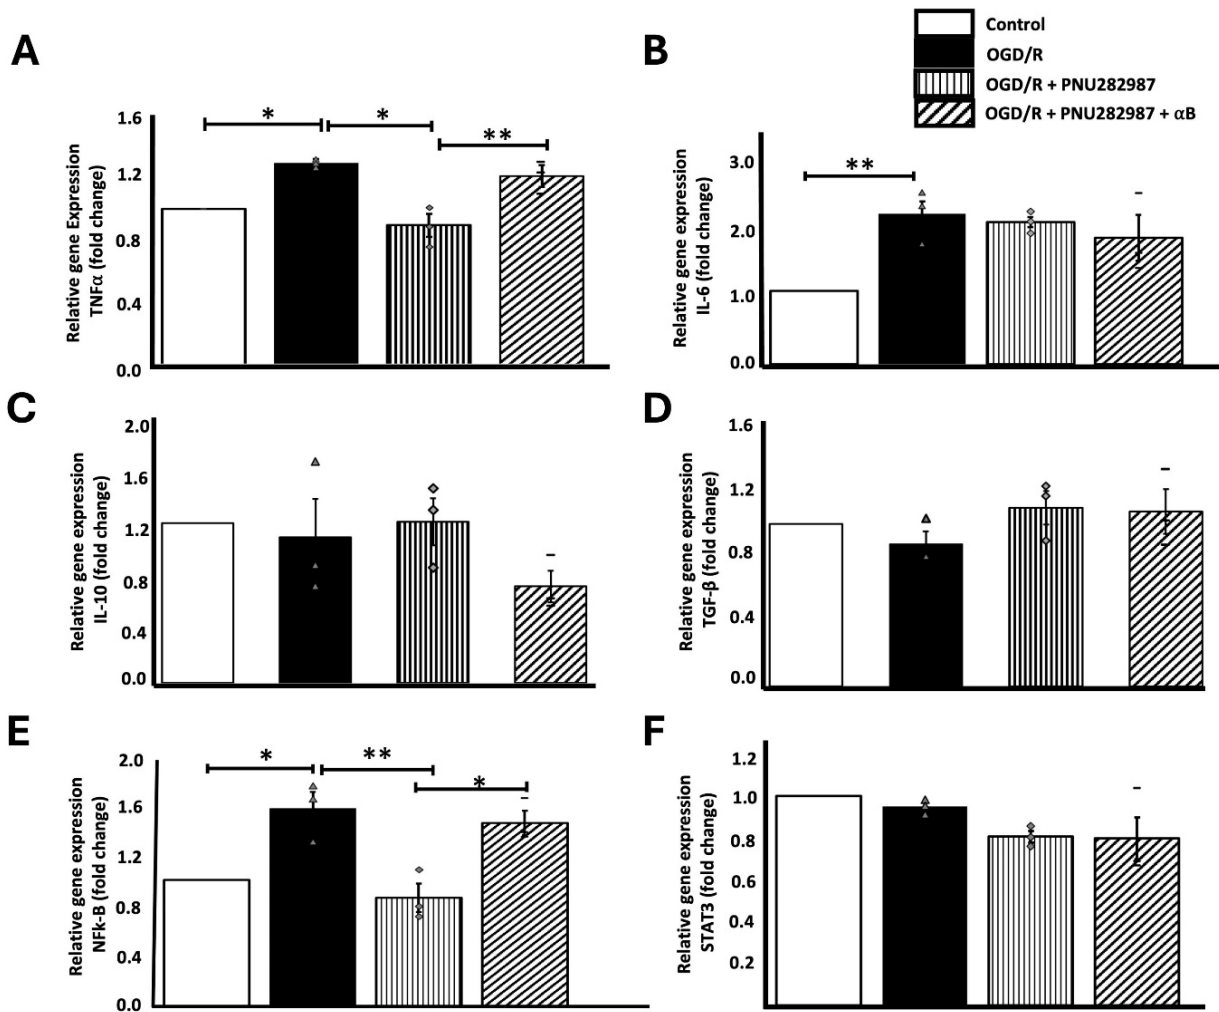 Control
OGD/R
OGD/R + PNU282987
OGD/R + PNU282987 + αB
A
Relative gene Expression
TNFα (fold change)
1.6
1.2
0.8
0.4
0.0
*
*
**
B
Relative gene expression
IL-6 (fold change)
3.0
2.0
1.0
0.0
**
C
Relative gene expression
IL-10 (fold change)
2.0
1.6
1.2
0.8
0.4
0.0
D
Relative gene expression
TGF-β (fold change)
1.6
1.2
0.8
0.4
0.0
E
Relative gene expression
NFk-B (fold change)
2.0
1.6
1.2
0.8
0.4
0.0
*
**
*
F
Relative gene expression
STAT3 (fold change)
1.2
1.0
0.8
0.6
0.4
0.2